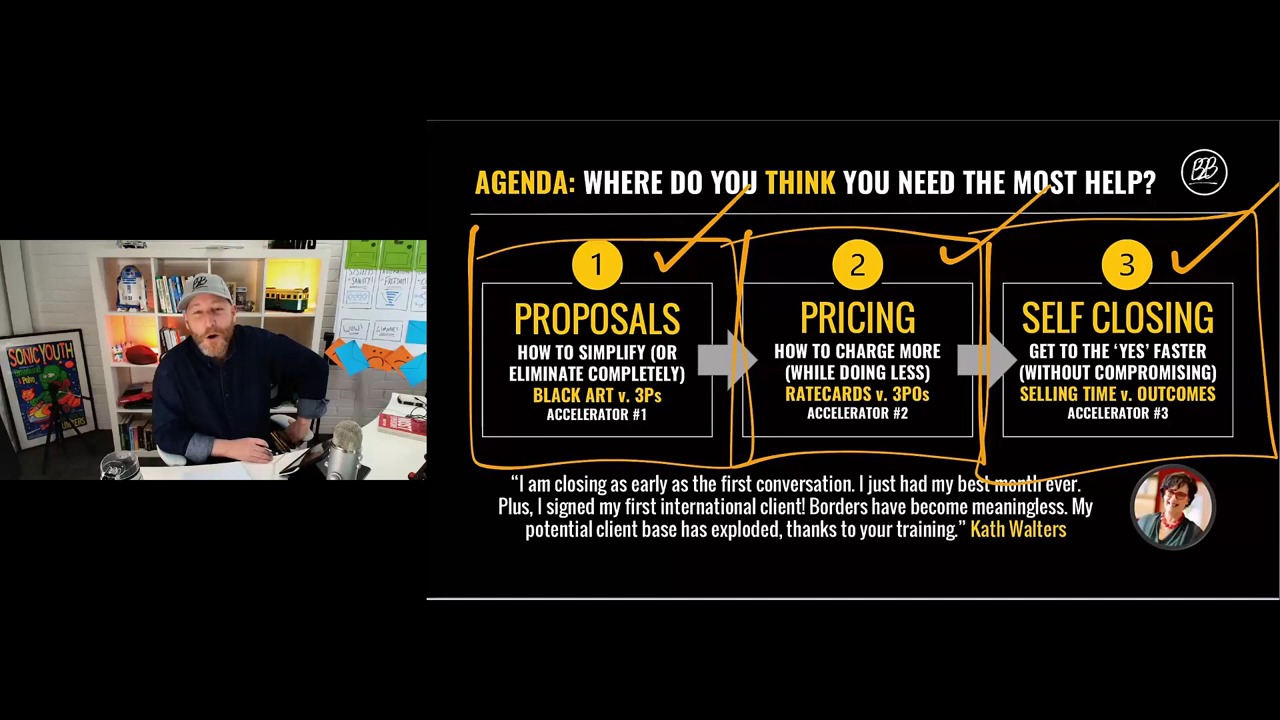 AGENDA: WHERE DO YOU THINK YOU NEED THE MOST HELP?
B2B
1
PROPOSALS
HOW TO SIMPLIFY (OR
ELIMINATE COMPLETELY)
BLACK ART v. 3Ps
ACCELERATOR #1
2
PRICING
HOW TO CHARGE MORE
(WHILE DOING LESS)
RATECARDS v. 3POs
ACCELERATOR #2
3
SELF CLOSING
GET TO THE ‘YES’ FASTER
(WITHOUT COMPROMISING)
SELLING TIME v. OUTCOMES
ACCELERATOR #3
“I am closing as early as the first conversation. I just had my best month ever.
Plus, I signed my first international client! Borders have become meaningless. My
potential client base has exploded, thanks to your training.” Kath Walters
SONIC YOUTH